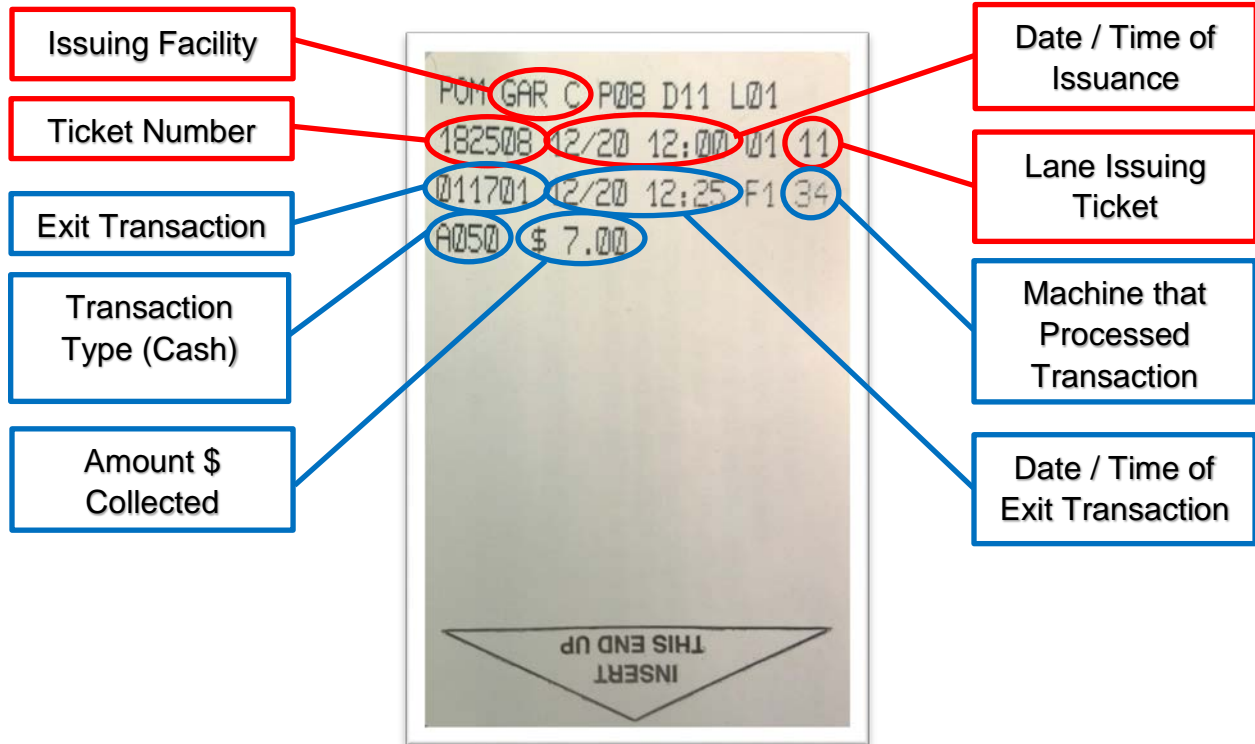 Issuing Facility
Ticket Number
Exit Transaction
Transaction
Type (Cash)
Amount $
Collected
POM GAR C P08 D11 L01
182508 12/20 12:00 01 11
011701 12/20 12:25 F1 34
A050 $ 7.00
INSERT
THIS END UP
Date / Time of
Issuance
Lane Issuing
Ticket
Machine that
Processed
Transaction
Date / Time of
Exit Transaction